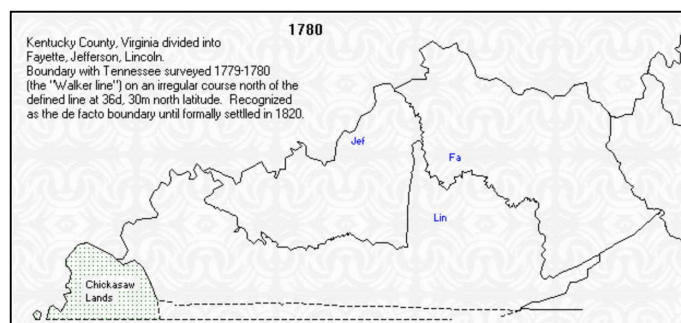 1780
Kentucky County, Virginia divided into
Fayette, Jefferson, Lincoln.
Boundary with Tennessee surveyed 1779-1780
(the "Walker line") on an irregular course north of the
defined line at 36d, 30m north latitude. Recognized
as the de facto boundary until formally settlled in 1820.
Jef
Fa
Lin
Chickasaw
Lands